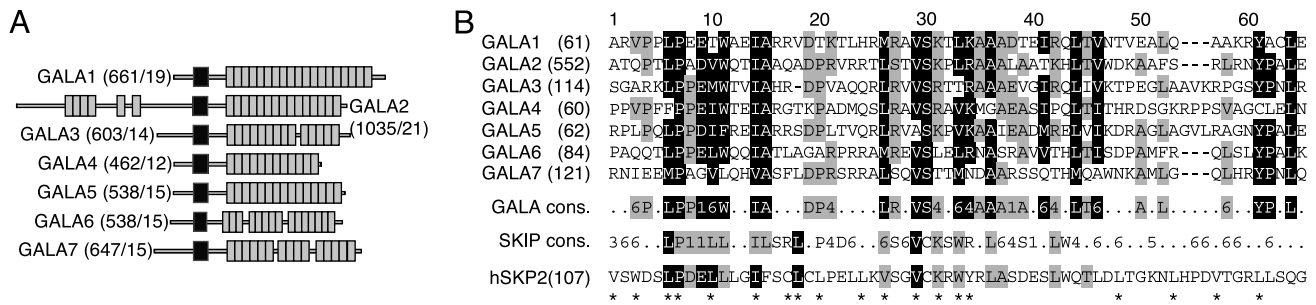 A
GALA1 (661/19)
GALA2
(1035/21)
GALA3 (603/14)
GALA4 (462/12)
GALA5 (538/15)
GALA6 (538/15)
GALA7 (647/15)
B
1 10 20 30 40 50 60
GALA1 (61) ARVPPLPEETWAEIARRVDTKTLHRMRAVSKTLKAAADTEIRQLTVNTVEALQ---AAKRYACLE
GALA2 (552) ATQPTLPADVWQTIAAQADPRVRRTLSTVSKPLRAAALAATKHLTVWDKAAFS---RLRNYPALE
GALA3 (114) SGARKLPPEMWTVIAHR-DPVAQQRLRVVSRTTRAAAEVGIRQLIVKTPEGLAAVKRPGSYPNLR
GALA4 (60) PPVPFFPPEIWTEIARGTKPADMQSLRAVSRAVKMGAEASIPQLTITHRDSGKRPPSVAGCLELN
GALA5 (62) RPLPQLPPDIFREIARRSDPLTVQRLRVASKPVKAAIEADMRELVIKDRAGLAGVLRAGNYPALE
GALA6 (84) PAQQTLPPELWQQIATLAGARPRRAMREVSLELRNASRAVVTHLTISDPAMFR---QLSLYPALK
GALA7 (121) RNIEEMPAGVLQHVASFLDPRSRRALSQVSTTMNDAARSSQTHMQAWNKAMLG---QLHRYPNLQ
GALA cons. ..6P.LPP16W..IA...DP4....LR.VS4.64AAA1A.64.LT6...A.L.....6..YP.L.
SKIP cons. 366..LP11LL..ILSRL.P4D6..6S6VCKSWR.L64S1.LW4.6..6...5...66.66..6...
hSKP2(107) VSWDSLPDELLLGIFSCLCLPELLKVSGVCKRWYRLASDESLWQTLDLTGKNLHPDVTGRLLSQG
* * ** * * ** * * * * * ** * * * *